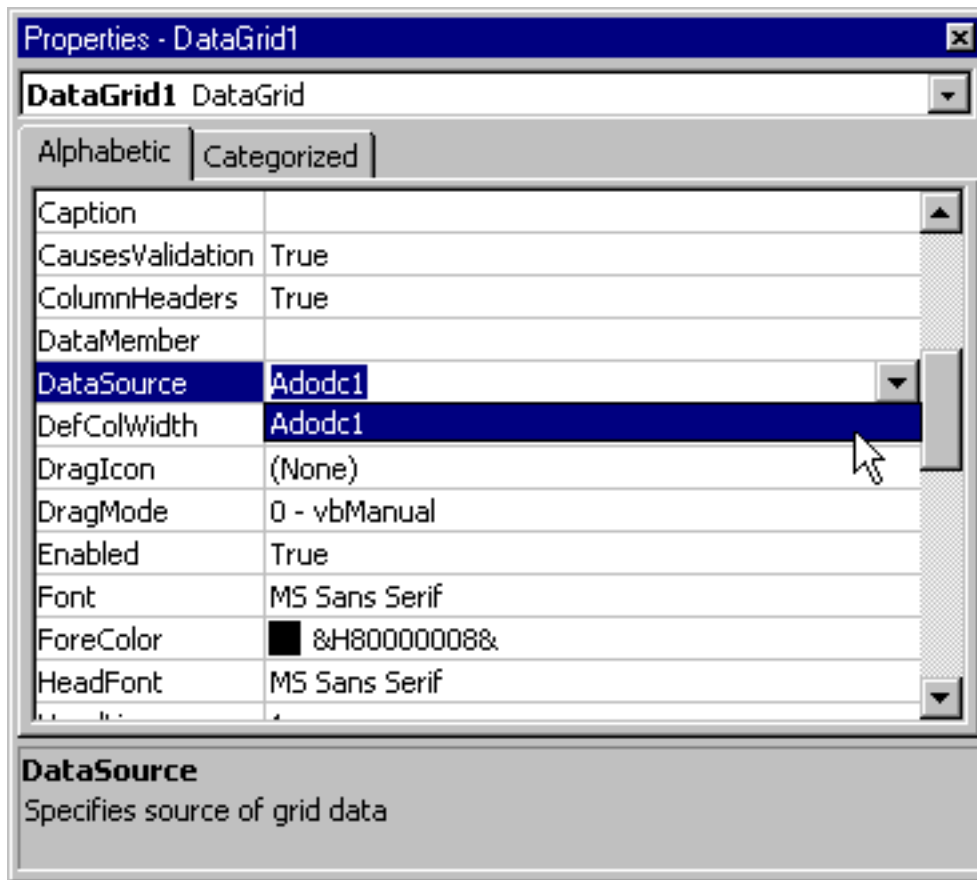 Properties - DataGrid1
DataGrid1 DataGrid
Alphabetic Categorized
Caption
CausesValidation True
ColumnHeaders True
DataMember
DataSource Adodc1
DefColWidth Adodc1
DragIcon (None)
DragMode 0 - vbManual
Enabled True
Font MS Sans Serif
ForeColor &H80000008&
HeadFont MS Sans Serif
DataSource
Specifies source of grid data